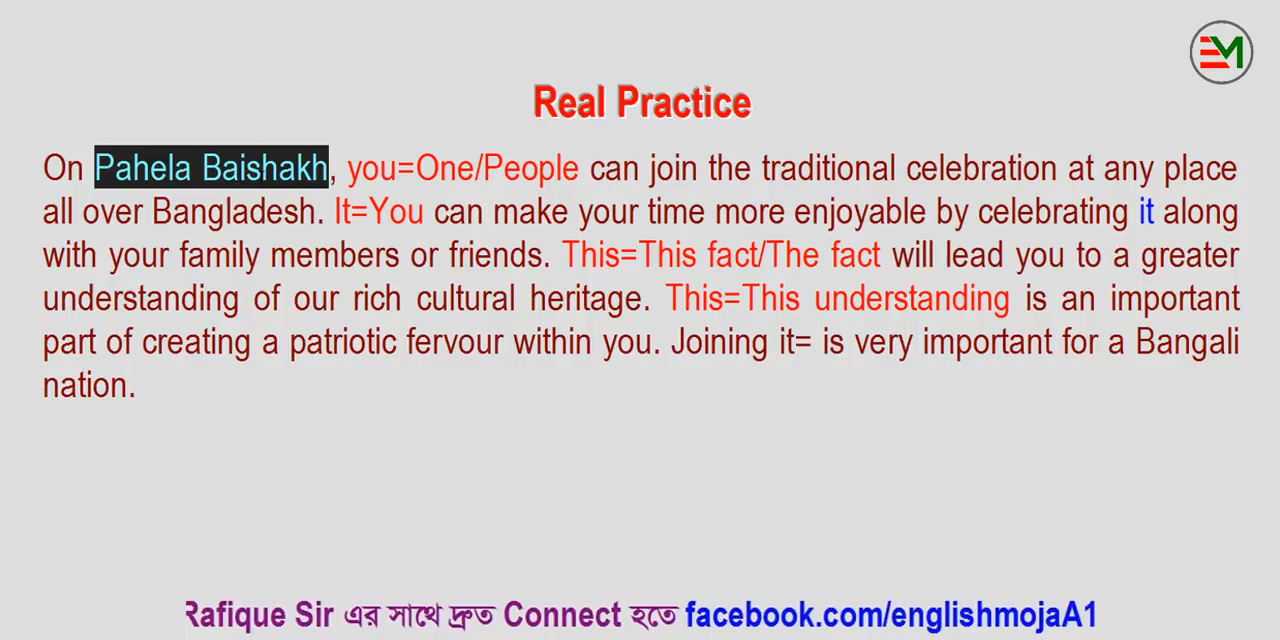 EM
Real Practice
On Pahela Baishakh, you=One/People can join the traditional celebration at any place
all over Bangladesh. It=You can make your time more enjoyable by celebrating it along
with your family members or friends. This=This fact/The fact will lead you to a greater
understanding of our rich cultural heritage. This=This understanding is an important
part of creating a patriotic fervour within you. Joining it= is very important for a Bangali
nation.
Rafique Sir এর সাথে দ্রুত Connect হতে facebook.com/englishmojaA1